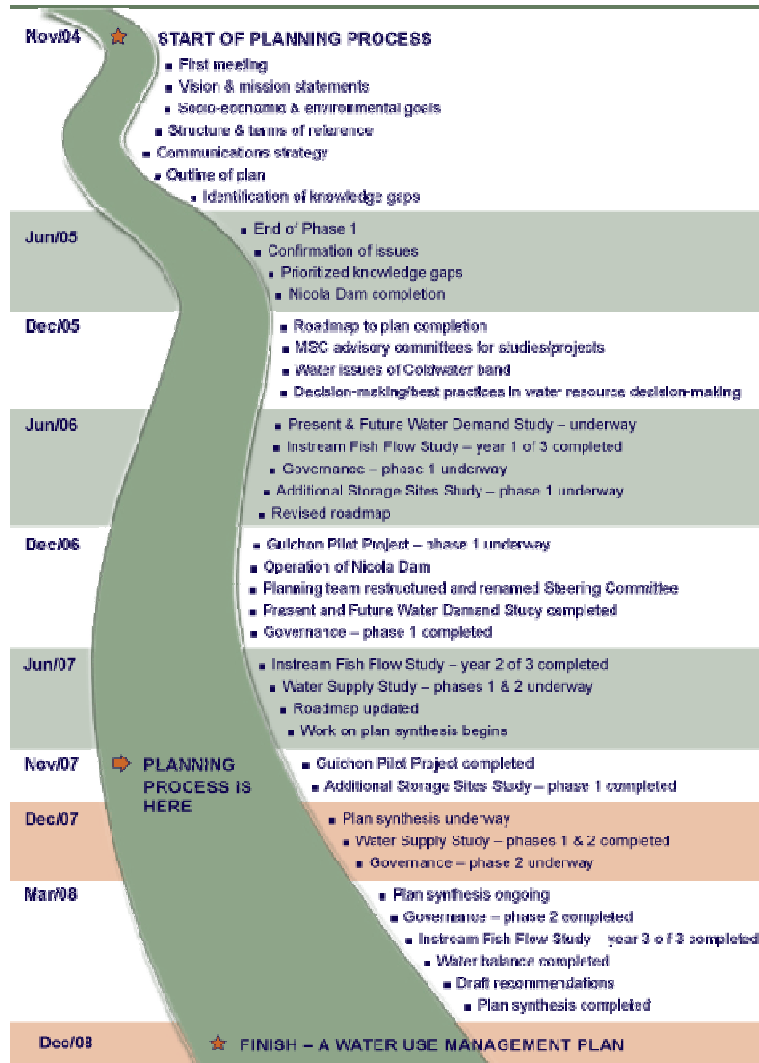 Nov/04 START OF PLANNING PROCESS
▪ First meeting
▪ Vision & mission statements
▪ Socio-economic & environmental goals
▪ Structure & terms of reference
▪ Communications strategy
▪ Outline of plan
▪ Identification of knowledge gaps
Jun/05
▪ End of Phase 1
▪ Confirmation of issues
▪ Prioritized knowledge gaps
▪ Nicola Dam completion
Dec/05
▪ Roadmap to plan completion
▪ MSC advisory committees for studies/projects
▪ Water issues of Coldwater band
▪ Decision-making/best practices in water resource decision-making
Jun/06
▪ Present & Future Water Demand Study – underway
▪ Instream Fish Flow Study – year 1 of 3 completed
▪ Governance – phase 1 underway
▪ Additional Storage Sites Study – phase 1 underway
▪ Revised roadmap
Dec/06
▪ Guichon Pilot Project – phase 1 underway
▪ Operation of Nicola Dam
▪ Planning team restructured and renamed Steering Committee
▪ Present and Future Water Demand Study completed
▪ Governance – phase 1 completed
Jun/07
▪ Instream Fish Flow Study – year 2 of 3 completed
▪ Water Supply Study – phases 1 & 2 underway
▪ Roadmap updated
▪ Work on plan synthesis begins
Nov/07
PLANNING
PROCESS IS
HERE
▪ Guichon Pilot Project completed
▪ Additional Storage Sites Study – phase 1 completed
Dec/07
▪ Plan synthesis underway
▪ Water Supply Study – phases 1 & 2 completed
▪ Governance – phase 2 underway
Mar/08
▪ Plan synthesis ongoing
▪ Governance – phase 2 completed
▪ Instream Fish Flow Study – year 3 of 3 completed
▪ Water balance completed
▪ Draft recommendations
▪ Plan synthesis completed
Dec/08 FINISH – A WATER USE MANAGEMENT PLAN